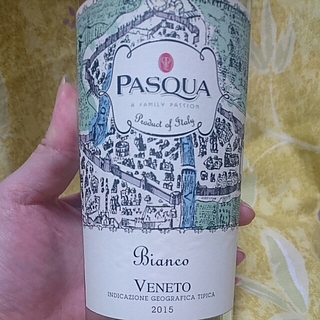 PASQUA
A FAMILY PASSION
Product of Italy
Bianco
VENETO
INDICAZIONE GEOGRAFICA TIPICA
2015